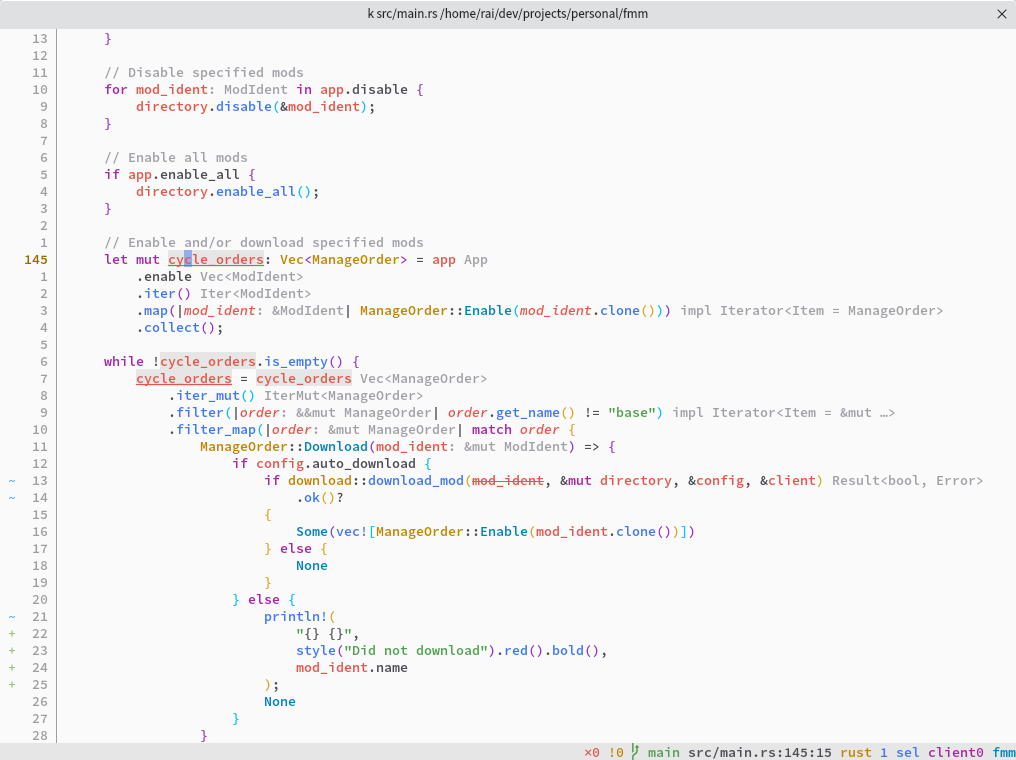 k src/main.rs /home/rai/dev/projects/personal/fmm ×
13 }
12
11 // Disable specified mods
10 for mod_ident: ModIdent in app.disable {
9 directory.disable(&mod_ident);
8 }
7
6 // Enable all mods
5 if app.enable_all {
4 directory.enable_all();
3 }
2
1 // Enable and/or download specified mods
145 let mut cycle_orders: Vec<ManageOrder> = app App
1 .enable Vec<ModIdent>
2 .iter() Iter<ModIdent>
3 .map(|mod_ident: &ModIdent| ManageOrder::Enable(mod_ident.clone())) impl Iterator<Item = ManageOrder>
4 .collect();
5
6 while !cycle_orders.is_empty() {
7 cycle_orders = cycle_orders Vec<ManageOrder>
8 .iter_mut() IterMut<ManageOrder>
9 .filter(|order: &&mut ManageOrder| order.get_name() != "base") impl Iterator<Item = &mut …>
10 .filter_map(|order: &mut ManageOrder| match order {
11 ManageOrder::Download(mod_ident: &mut ModIdent) => {
12 if config.auto_download {
~ 13 if download::download_mod(mod_ident, &mut directory, &config, &client) Result<bool, Error>
~ 14 .ok()?
15 {
16 Some(vec![ManageOrder::Enable(mod_ident.clone())])
17 } else {
18 None
19 }
20 } else {
~ 21 println!(
+ 22 "{} {}",
+ 23 style("Did not download").red().bold(),
+ 24 mod_ident.name
+ 25 );
26 None
27 }
28 }
×0 !0 main src/main.rs:145:15 rust 1 sel client0 fmm